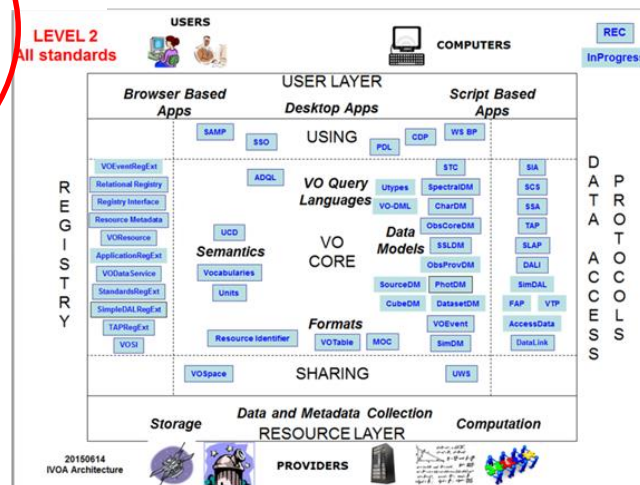 LEVEL 2
All standards
USERS
COMPUTERS
REC
InProgress
USER LAYER
Browser Based
Apps
Desktop Apps
Script Based
Apps
SAMP
SSO
USING
PDL
CDP
WS BP
REGISTRY
VOEventRegExt
Relational Registry
Registry Interface
Resource Metadata
VOResource
ApplicationRegExt
VODataService
StandardsRegExt
SimpleDALRegExt
TAPRegExt
VOSI
ADQL
VO Query
Languages
UCD
Semantics
Vocabularies
Units
VO
CORE
Data
Models
Formats
Resource Identifier
VOTable
MOC
Utypes
VO-DML
STC
SpectralDM
CharDM
ObsCoreDM
SSLDM
ObsProvDM
SourceDM
PhotDM
CubeDM
DatasetDM
VOEvent
SimDM
SIA
SCS
SSA
TAP
SLAP
DALI
SimDAL
FAP
VTP
AccessData
DataLink
DATA ACCESS
PROTOCOLS
VOSpace
SHARING
UWS
Data and Metadata Collection
Storage
Computation
RESOURCE LAYER
20150614
IVOA Architecture
PROVIDERS